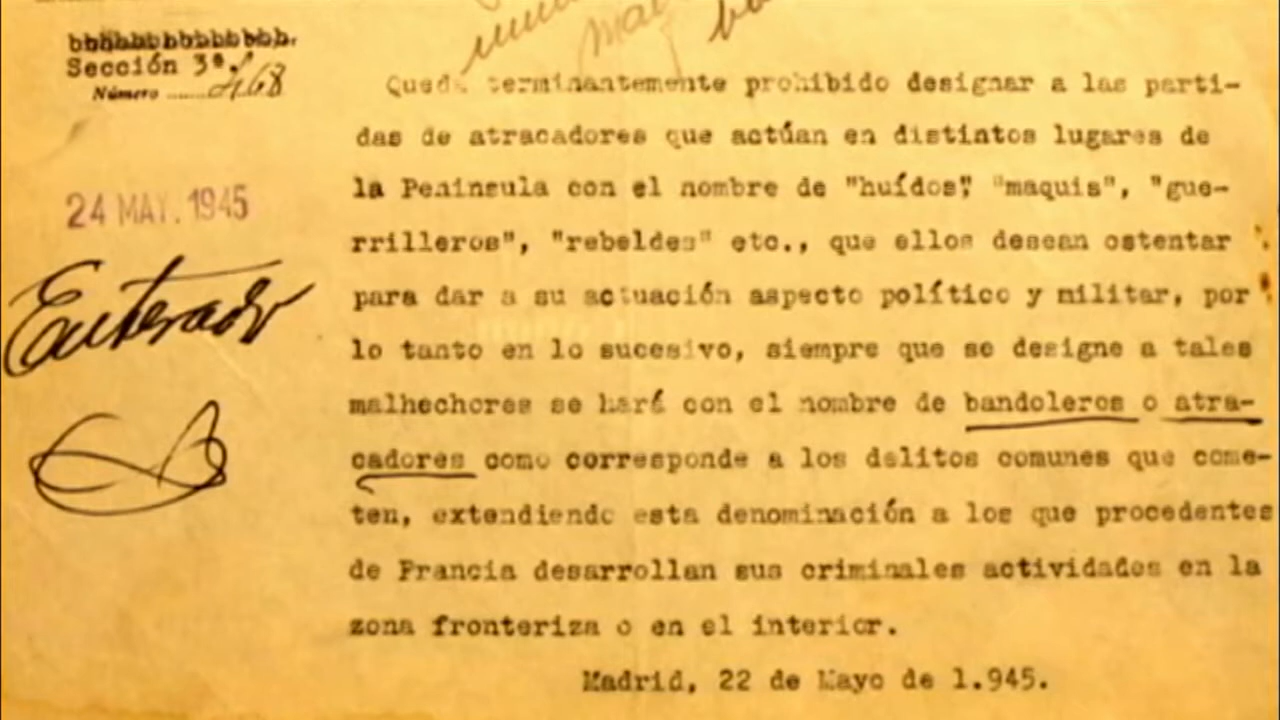 bbbbbbbbbbbbb.
Sección 3ª.
Número ........ 468
24 MAY. 1945
Enterado
Queda terminantemente prohibido designar a las parti-
das de atracadores que actúan en distintos lugares de
la Península con el nombre de "huídos", "maquis", "gue-
rrilleros", "rebeldes" etc., que ellos desean ostentar
para dar a su actuación aspecto político y militar, por
lo tanto en lo sucesivo, siempre que se designe a tales
malhechores se hará con el nombre de bandoleros o atra-
cadores como corresponde a los delitos comunes que come-
ten, extendiendo esta denominación a los que procedentes
de Francia desarrollan sus criminales actividades en la
zona fronteriza o en el interior.
Madrid, 22 de Mayo de 1.945.